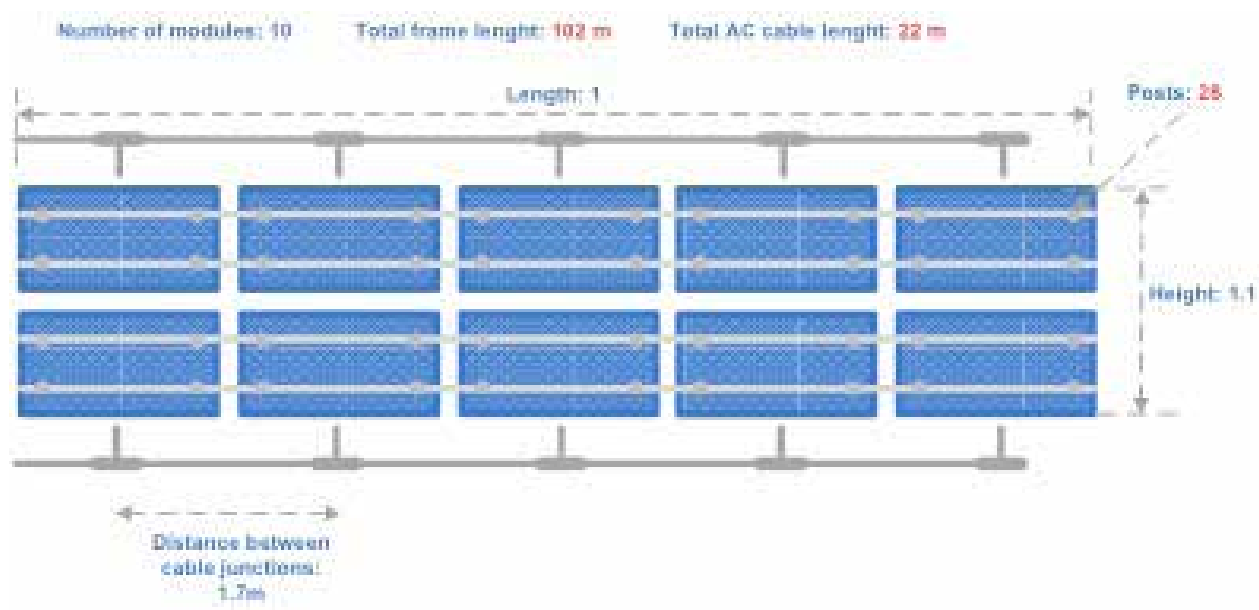 Number of modules: 10
Total frame lenght: 102 m
Total AC cable lenght: 22 m
Length: 1
Posts: 28
Height: 1.1
Distance between
cable junctions:
1.7m